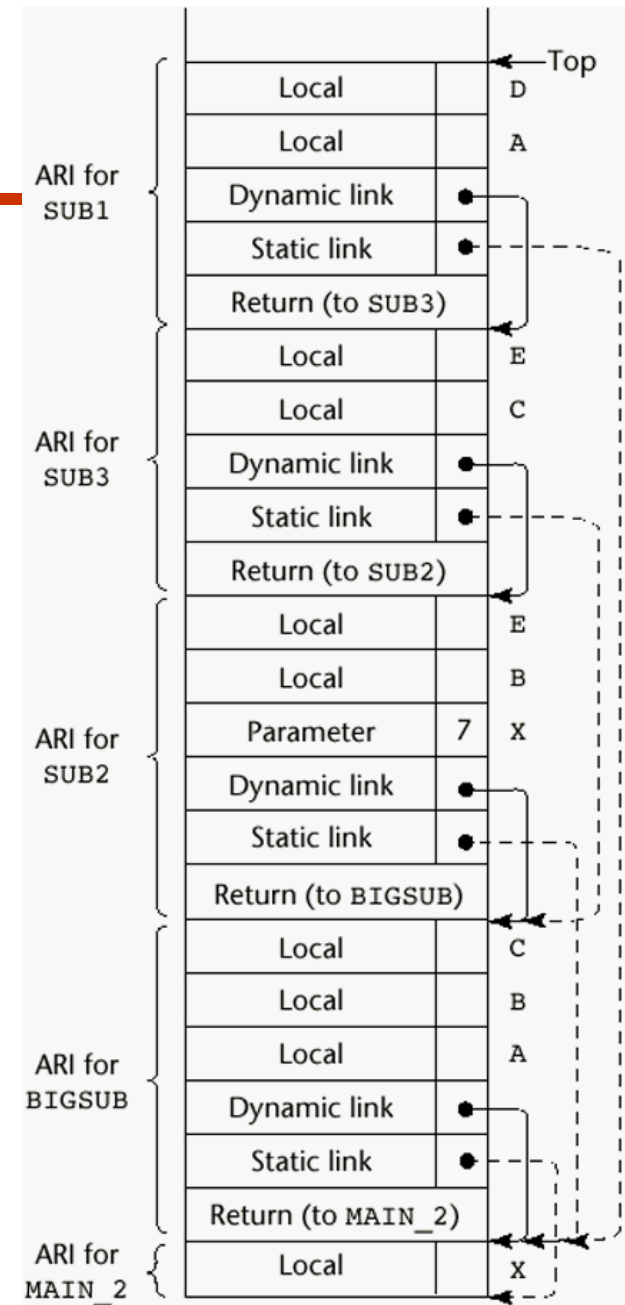 Top
Local D
Local A
ARI for
SUB1
Dynamic link
Static link
Return (to SUB3)
Local E
Local C
ARI for
SUB3
Dynamic link
Static link
Return (to SUB2)
Local E
Local B
Parameter 7 X
ARI for
SUB2
Dynamic link
Static link
Return (to BIGSUB)
Local C
Local B
Local A
ARI for
BIGSUB
Dynamic link
Static link
Return (to MAIN_2)
ARI for
MAIN_2
Local X